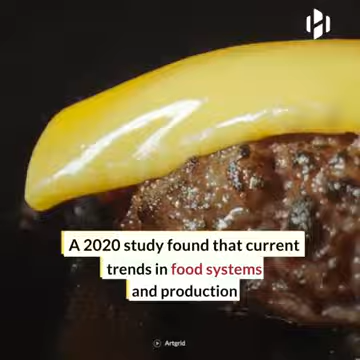 A 2020 study found that current
trends in food systems
and production
Artgrid